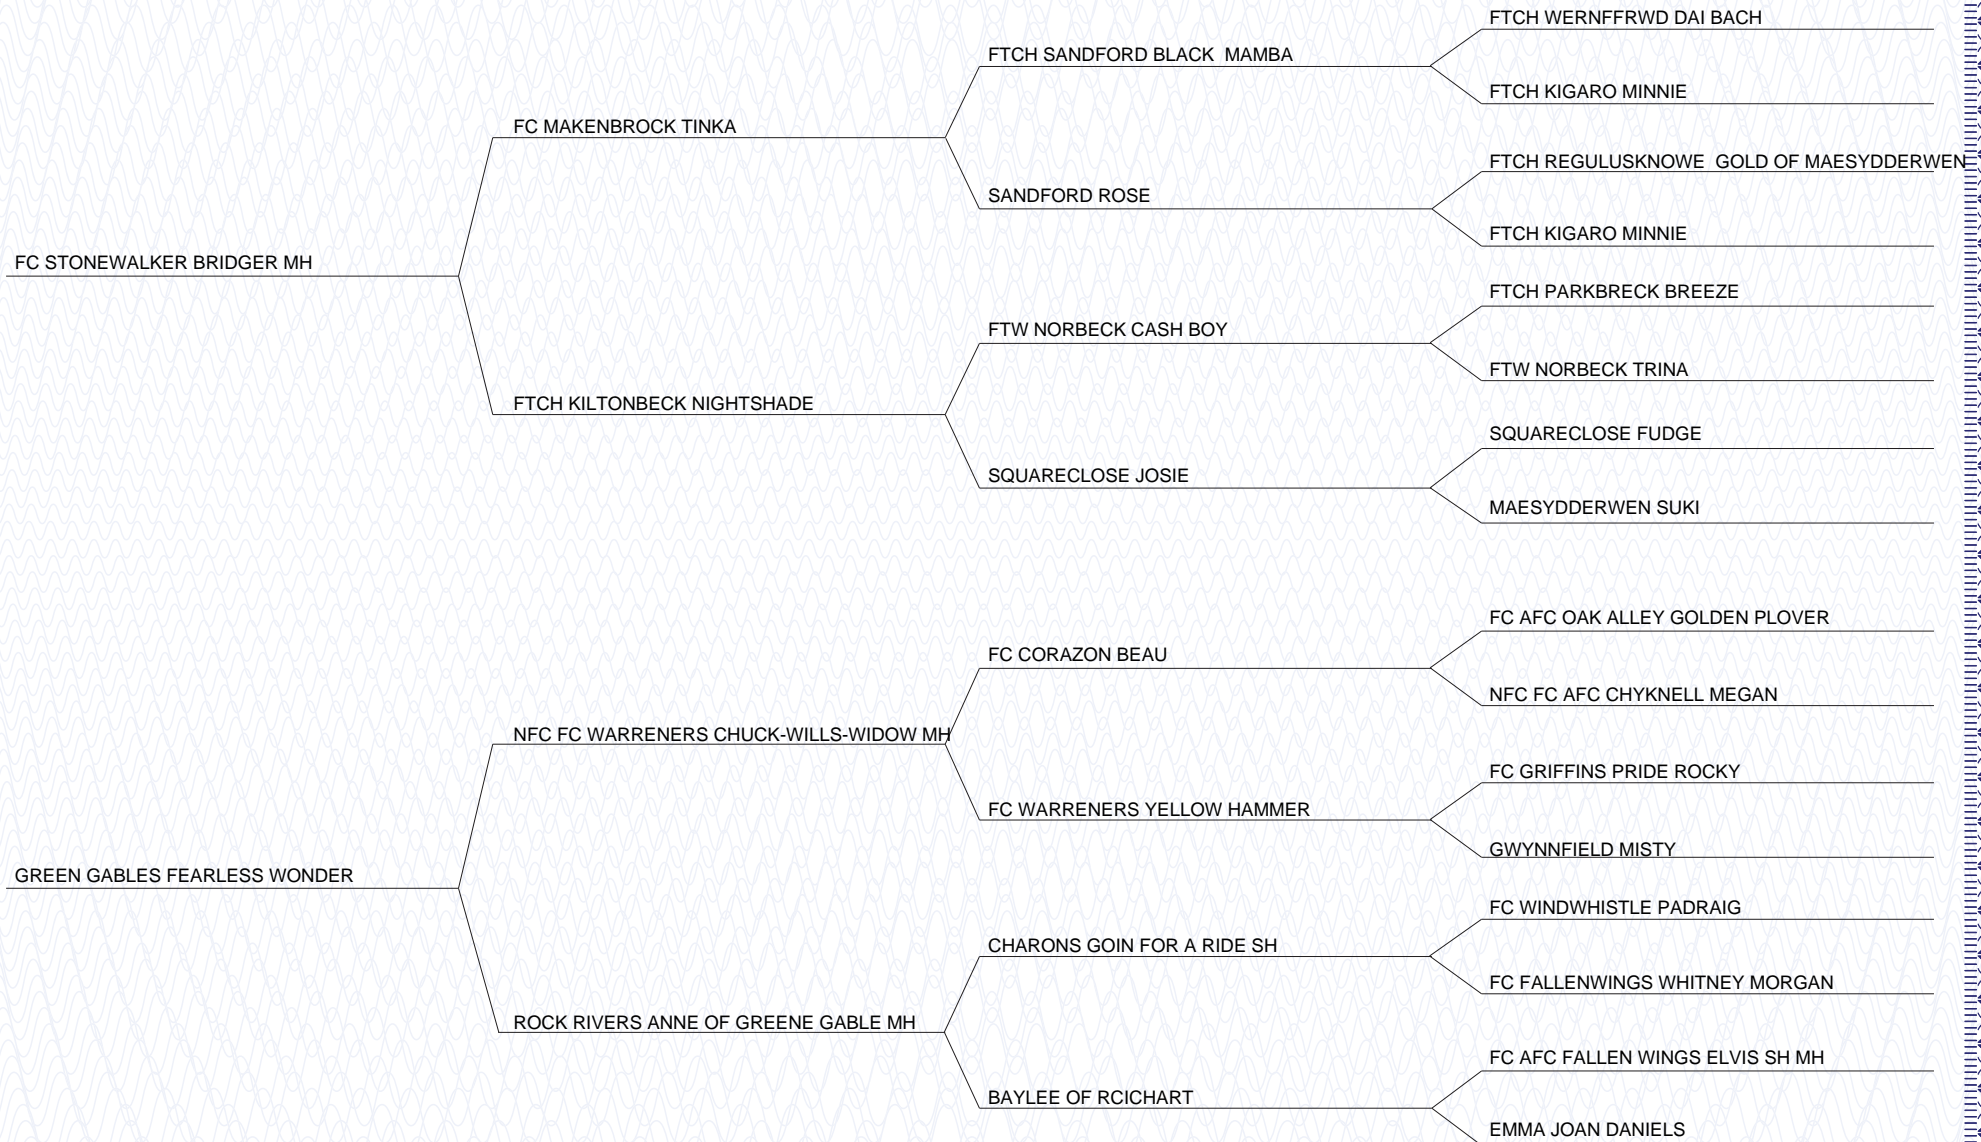 FTCH WERNFFRWD DAI BACH
FTCH SANDFORD BLACK  MAMBA
FTCH KIGARO MINNIE
FC MAKENBROCK TINKA
FTCH REGULUSKNOWE  GOLD OF MAESYDDERWEN
SANDFORD ROSE
FTCH KIGARO MINNIE
FC STONEWALKER BRIDGER MH
FTCH PARKBRECK BREEZE
FTW NORBECK CASH BOY
FTW NORBECK TRINA
FTCH KILTONBECK NIGHTSHADE
SQUARECLOSE FUDGE
SQUARECLOSE JOSIE
MAESYDDERWEN SUKI
FC AFC OAK ALLEY GOLDEN PLOVER
FC CORAZON BEAU
NFC FC AFC CHYKNELL MEGAN
NFC FC WARRENERS CHUCK-WILLS-WIDOW MH
FC GRIFFINS PRIDE ROCKY
FC WARRENERS YELLOW HAMMER
GWYNNFIELD MISTY
GREEN GABLES FEARLESS WONDER
FC WINDWHISTLE PADRAIG
CHARONS GOIN FOR A RIDE SH
FC FALLENWINGS WHITNEY MORGAN
ROCK RIVERS ANNE OF GREENE GABLE MH
FC AFC FALLEN WINGS ELVIS SH MH
BAYLEE OF RCICHART
EMMA JOAN DANIELS